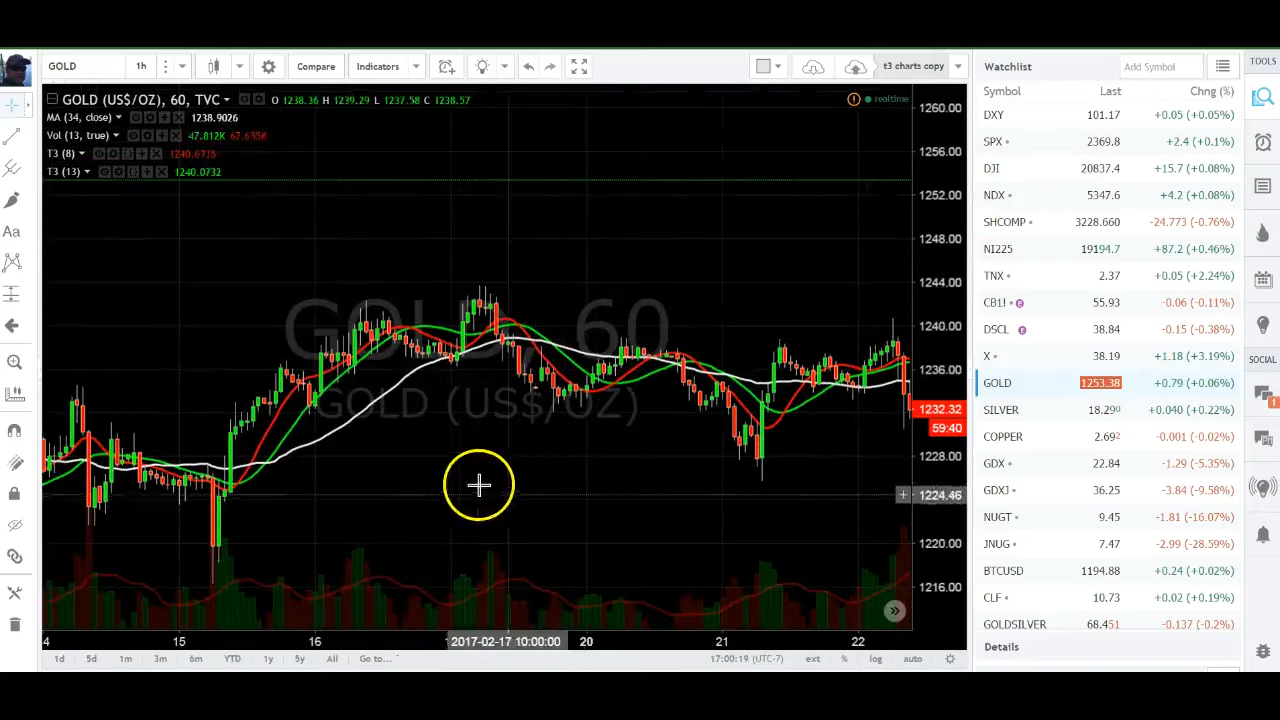 GOLD 1h Compare Indicators t3 charts copy
GOLD (US$/OZ), 60, TVC O 1238.36 H 1239.29 L 1237.58 C 1238.57 realtime
MA (34, close) 1238.9026
Vol (13, true) 47.812K 67.695K
T3 (8) 1240.0715
T3 (13) 1240.0732
GOLD, 60
GOLD (US$/OZ)
1260.00
1256.00
1252.00
1248.00
1244.00
1240.00
1236.00
1232.32
59:40
1228.00
1224.46
1220.00
1216.00
4 15 16 2017-02-17 10:00:00 20 21 22
1d 5d 1m 3m 6m YTD 1y 5y All Go to... 17:00:19 (UTC-7) ext % log auto
Watchlist Add Symbol
Symbol Last Chng (%)
DXY 101.17 +0.05 (+0.05%)
SPX 2369.8 +2.4 (+0.1%)
DJI 20837.4 +15.7 (+0.08%)
NDX 5347.6 +4.2 (+0.08%)
SHCOMP 3228.660 -24.773 (-0.76%)
NI225 19194.7 +87.2 (+0.46%)
TNX 2.37 +0.05 (+2.24%)
CB1! E 55.93 -0.06 (-0.11%)
DSCL E 38.84 -0.15 (-0.38%)
X 38.19 +1.18 (+3.19%)
GOLD 1253.38 +0.79 (+0.06%)
SILVER 18.290 +0.040 (+0.22%)
COPPER 2.692 -0.001 (-0.02%)
GDX 22.84 -1.29 (-5.35%)
GDXJ 36.25 -3.84 (-9.58%)
NUGT 9.45 -1.81 (-16.07%)
JNUG 7.47 -2.99 (-28.59%)
BTCUSD 1194.88 +0.24 (+0.02%)
CLF 10.73 +0.02 (+0.19%)
GOLDSILVER 68.451 -0.137 (-0.2%)
Details
TOOLS
SOCIAL
1
Aa